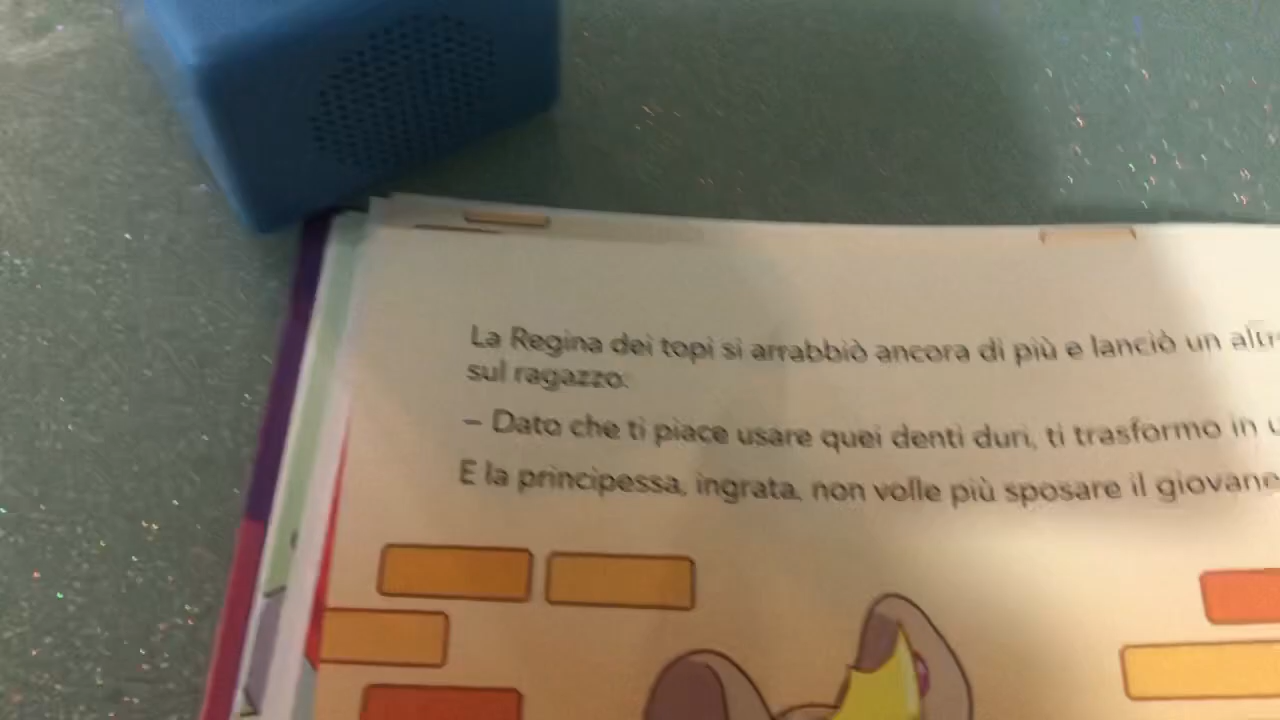 La Regina dei topi si arrabbiò ancora di più e lanciò un
sul ragazzo:
– Dato che ti piace usare quei denti duri, ti trasformo in
E la principessa, ingrata, non volle più sposare il giovane